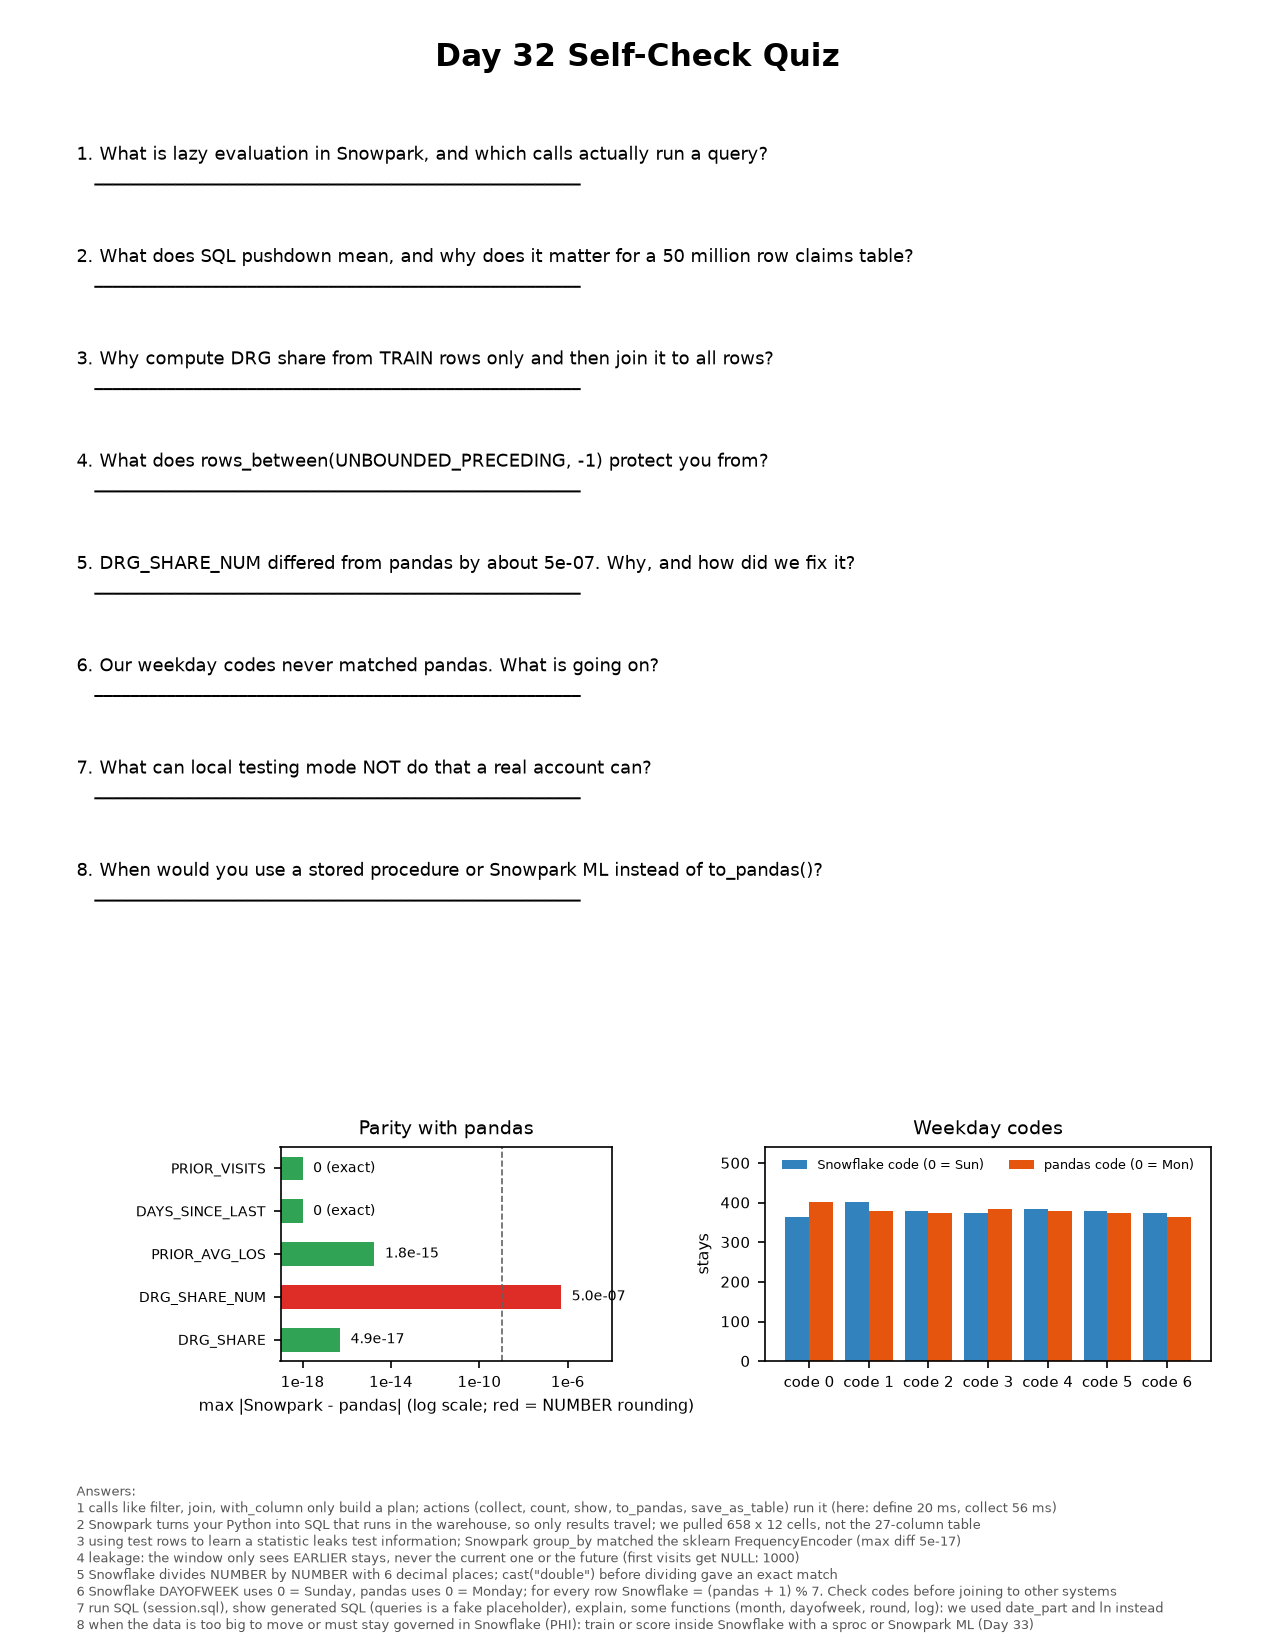 Day 32 Self-Check Quiz
1. What is lazy evaluation in Snowpark, and which calls actually run a query?
2. What does SQL pushdown mean, and why does it matter for a 50 million row claims table?
3. Why compute DRG share from TRAIN rows only and then join it to all rows?
4. What does rows_between(UNBOUNDED_PRECEDING, -1) protect you from?
5. DRG_SHARE_NUM differed from pandas by about 5e-07. Why, and how did we fix it?
6. Our weekday codes never matched pandas. What is going on?
7. What can local testing mode NOT do that a real account can?
8. When would you use a stored procedure or Snowpark ML instead of to_pandas()?
Parity with pandas
PRIOR_VISITS 0 (exact)
DAYS_SINCE_LAST 0 (exact)
PRIOR_AVG_LOS 1.8e-15
DRG_SHARE_NUM 5.0e-07
DRG_SHARE 4.9e-17
1e-18 1e-14 1e-10 1e-6
max |Snowpark - pandas| (log scale; red = NUMBER rounding)
Weekday codes
Snowflake code (0 = Sun) pandas code (0 = Mon)
stays
500
400
300
200
100
0
code 0 code 1 code 2 code 3 code 4 code 5 code 6
Answers:
1 calls like filter, join, with_column only build a plan; actions (collect, count, show, to_pandas, save_as_table) run it (here: define 20 ms, collect 56 ms)
2 Snowpark turns your Python into SQL that runs in the warehouse, so only results travel; we pulled 658 x 12 cells, not the 27-column table
3 using test rows to learn a statistic leaks test information; Snowpark group_by matched the sklearn FrequencyEncoder (max diff 5e-17)
4 leakage: the window only sees EARLIER stays, never the current one or the future (first visits get NULL: 1000)
5 Snowflake divides NUMBER by NUMBER with 6 decimal places; cast("double") before dividing gave an exact match
6 Snowflake DAYOFWEEK uses 0 = Sunday, pandas uses 0 = Monday; for every row Snowflake = (pandas + 1) % 7. Check codes before joining to other systems
7 run SQL (session.sql), show generated SQL (queries is a fake placeholder), explain, some functions (month, dayofweek, round, log): we used date_part and ln instead
8 when the data is too big to move or must stay governed in Snowflake (PHI): train or score inside Snowflake with a sproc or Snowpark ML (Day 33)